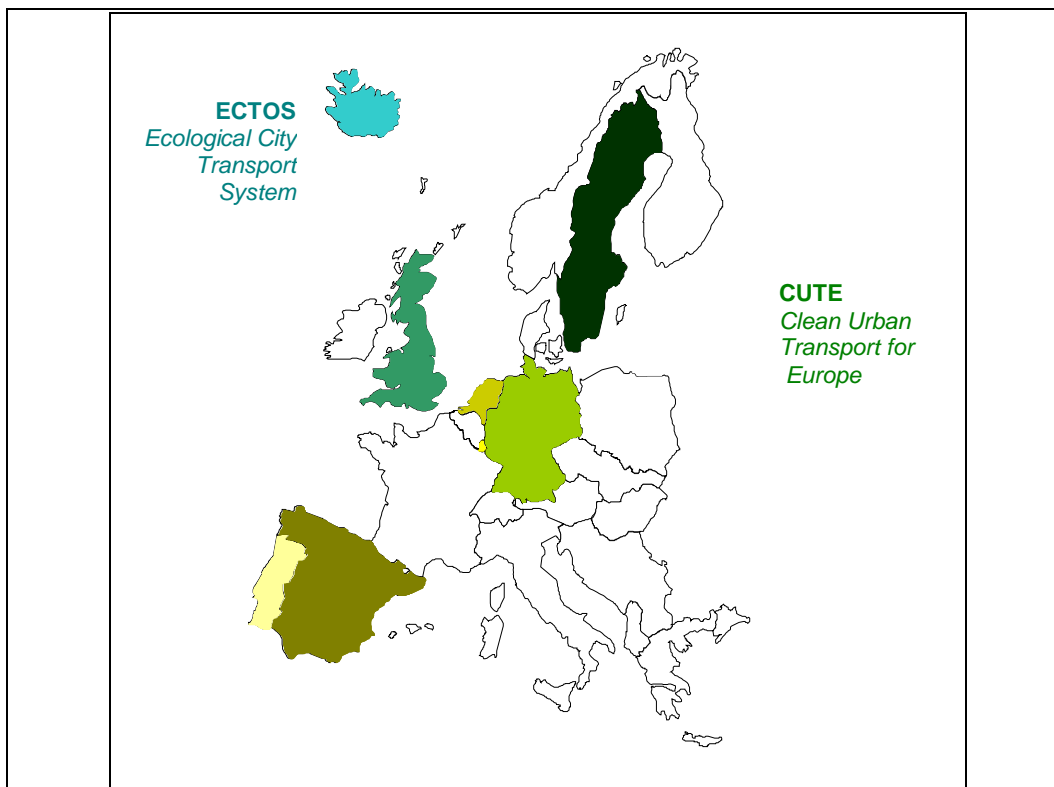 ECTOS
Ecological City
Transport
System
CUTE
Clean Urban
Transport for
Europe